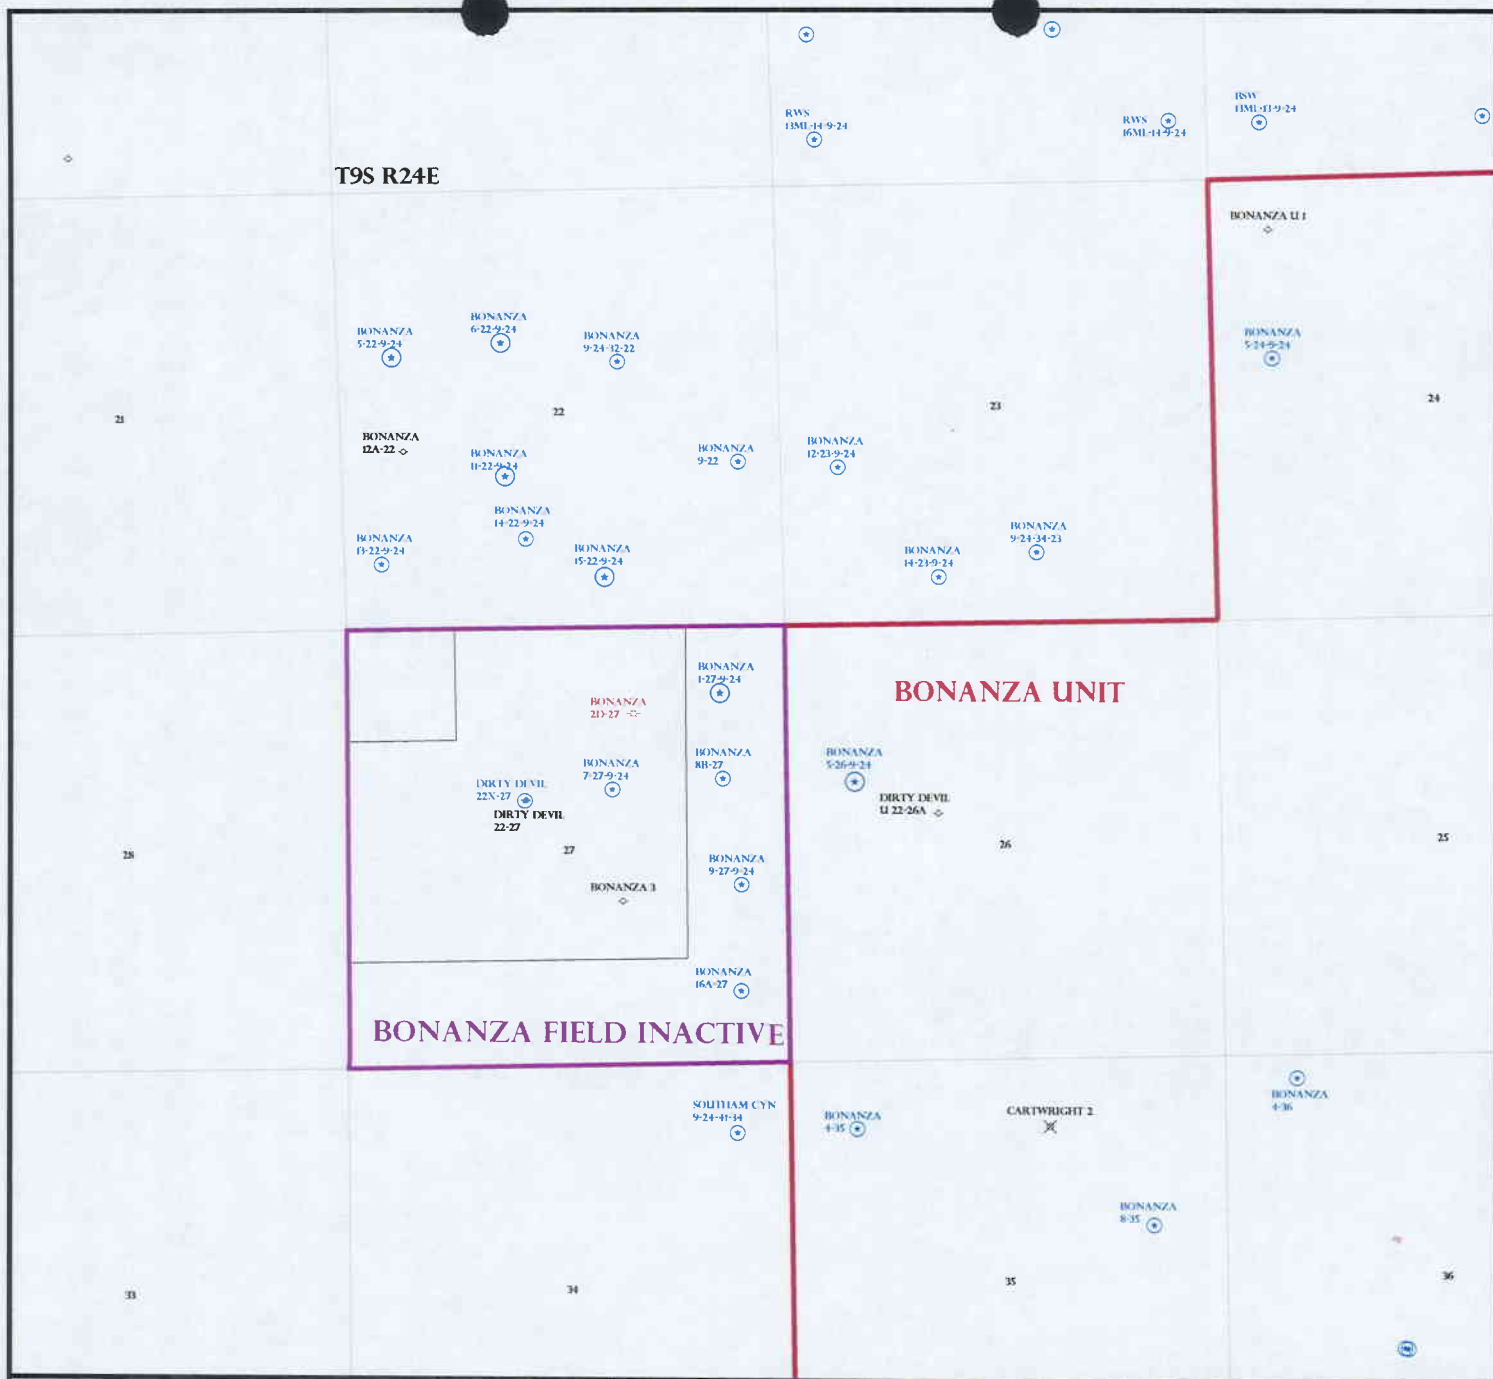 RWS
13ML-14-9-24
RWS
16ML-14-9-24
RSW
13ML-13-9-24
T9S R24E
BONANZA U 1
BONANZA
5-22-9-24
BONANZA
6-22-9-24
BONANZA
9-24-32-22
BONANZA
5-24-9-24
21
22
23
24
BONANZA
12A-22
BONANZA
11-22-9-24
BONANZA
9-22
BONANZA
12-23-9-24
BONANZA
14-22-9-24
BONANZA
13-22-9-24
BONANZA
15-22-9-24
BONANZA
14-23-9-24
BONANZA
9-24-34-23
BONANZA
1-27-9-24
BONANZA UNIT
BONANZA
2D-27
BONANZA
7-27-9-24
BONANZA
8B-27
BONANZA
5-26-9-24
DIRTY DEVIL
22X-27
DIRTY DEVIL
22-27
DIRTY DEVIL
U 22-26A
28
27
26
25
BONANZA
9-27-9-24
BONANZA 3
BONANZA
16A-27
BONANZA FIELD INACTIVE
SOUTHAM CYN
9-24-41-34
BONANZA
4-35
CARTWRIGHT 2
BONANZA
4-36
BONANZA
8-35
33
34
35
36